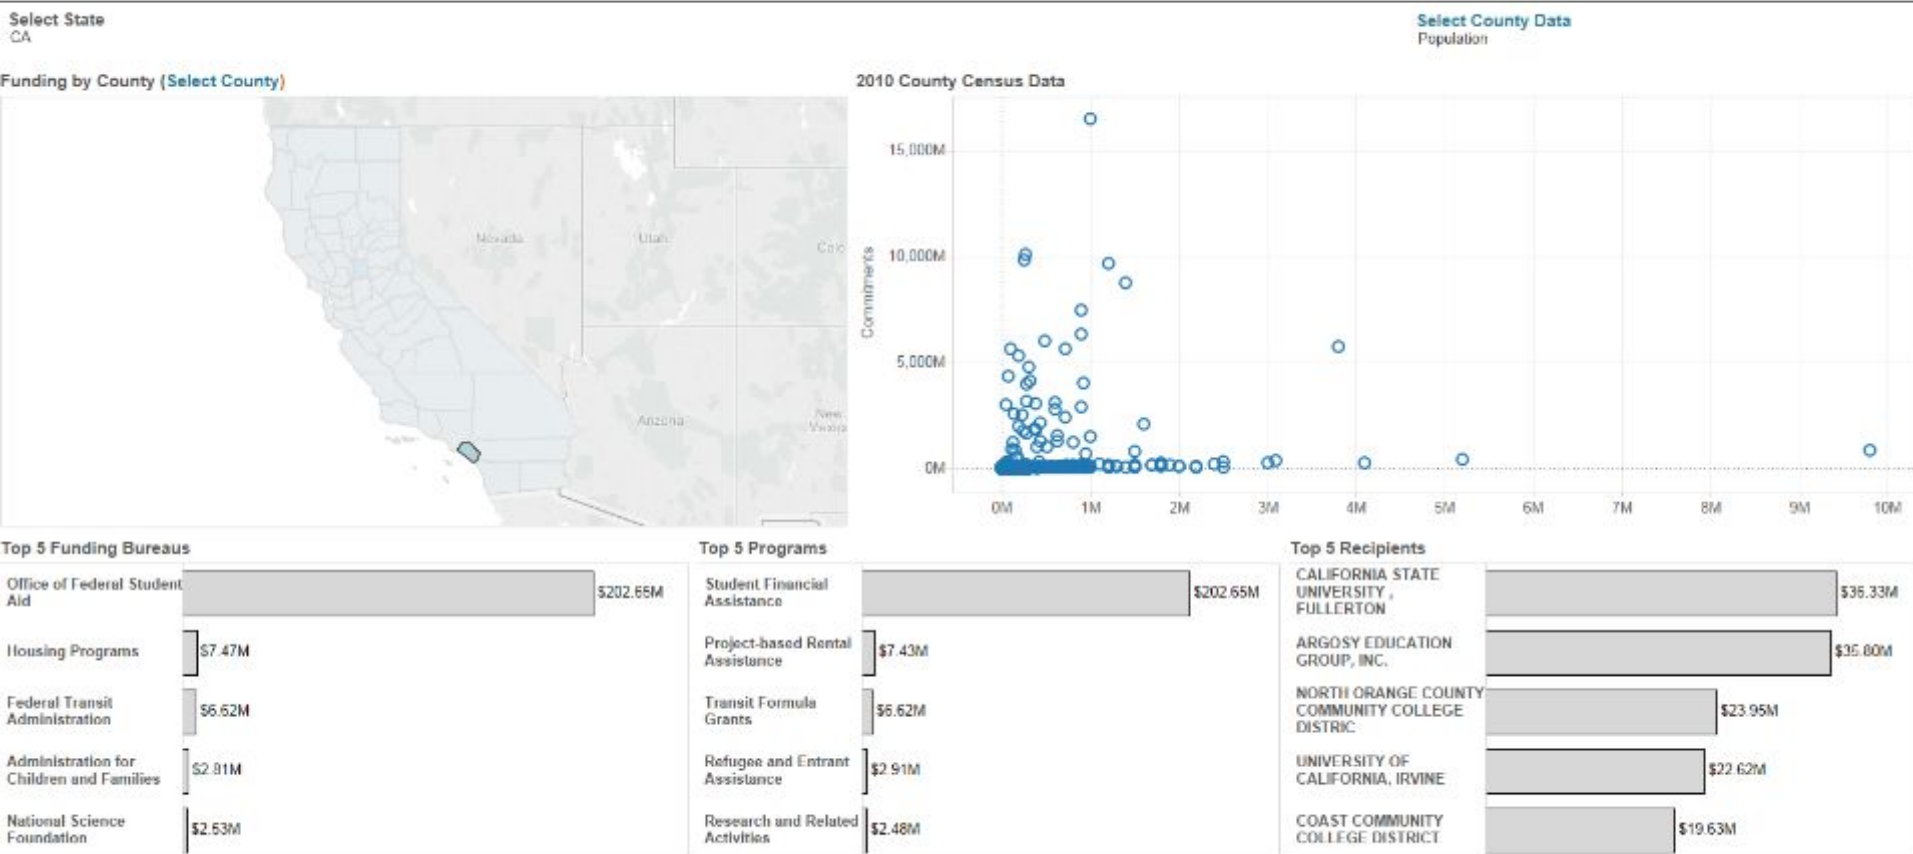 Select State
CA
Select County Data
Population
Funding by County (Select County)
2010 County Census Data
Nevada
Utah
Colo
Arizona
New
Mexico
Commitments
15,000M
10,000M
5,000M
0M
0M 1M 2M 3M 4M 5M 6M 7M 8M 9M 10M
Top 5 Funding Bureaus
Office of Federal Student
Aid
$202.65M
Housing Programs
$7.47M
Federal Transit
Administration
$6.62M
Administration for
Children and Families
$2.91M
National Science
Foundation
$2.53M
Top 5 Programs
Student Financial
Assistance
$202.65M
Project-based Rental
Assistance
$7.43M
Transit Formula
Grants
$6.62M
Refugee and Entrant
Assistance
$2.91M
Research and Related
Activities
$2.48M
Top 5 Recipients
CALIFORNIA STATE
UNIVERSITY ,
FULLERTON
$36.33M
ARGOSY EDUCATION
GROUP, INC.
$35.80M
NORTH ORANGE COUNTY
COMMUNITY COLLEGE
DISTRIC
$23.95M
UNIVERSITY OF
CALIFORNIA, IRVINE
$22.62M
COAST COMMUNITY
COLLEGE DISTRICT
$19.63M